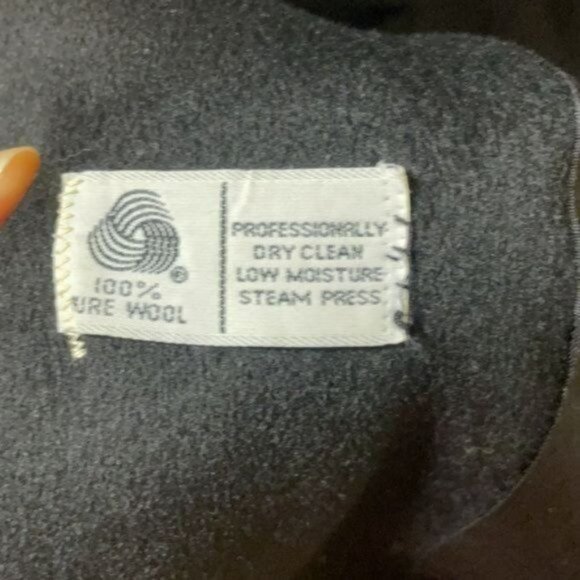 100%
URE WOOL
PROFESSIONALLY
DRY CLEAN
LOW MOISTURE
STEAM PRESS